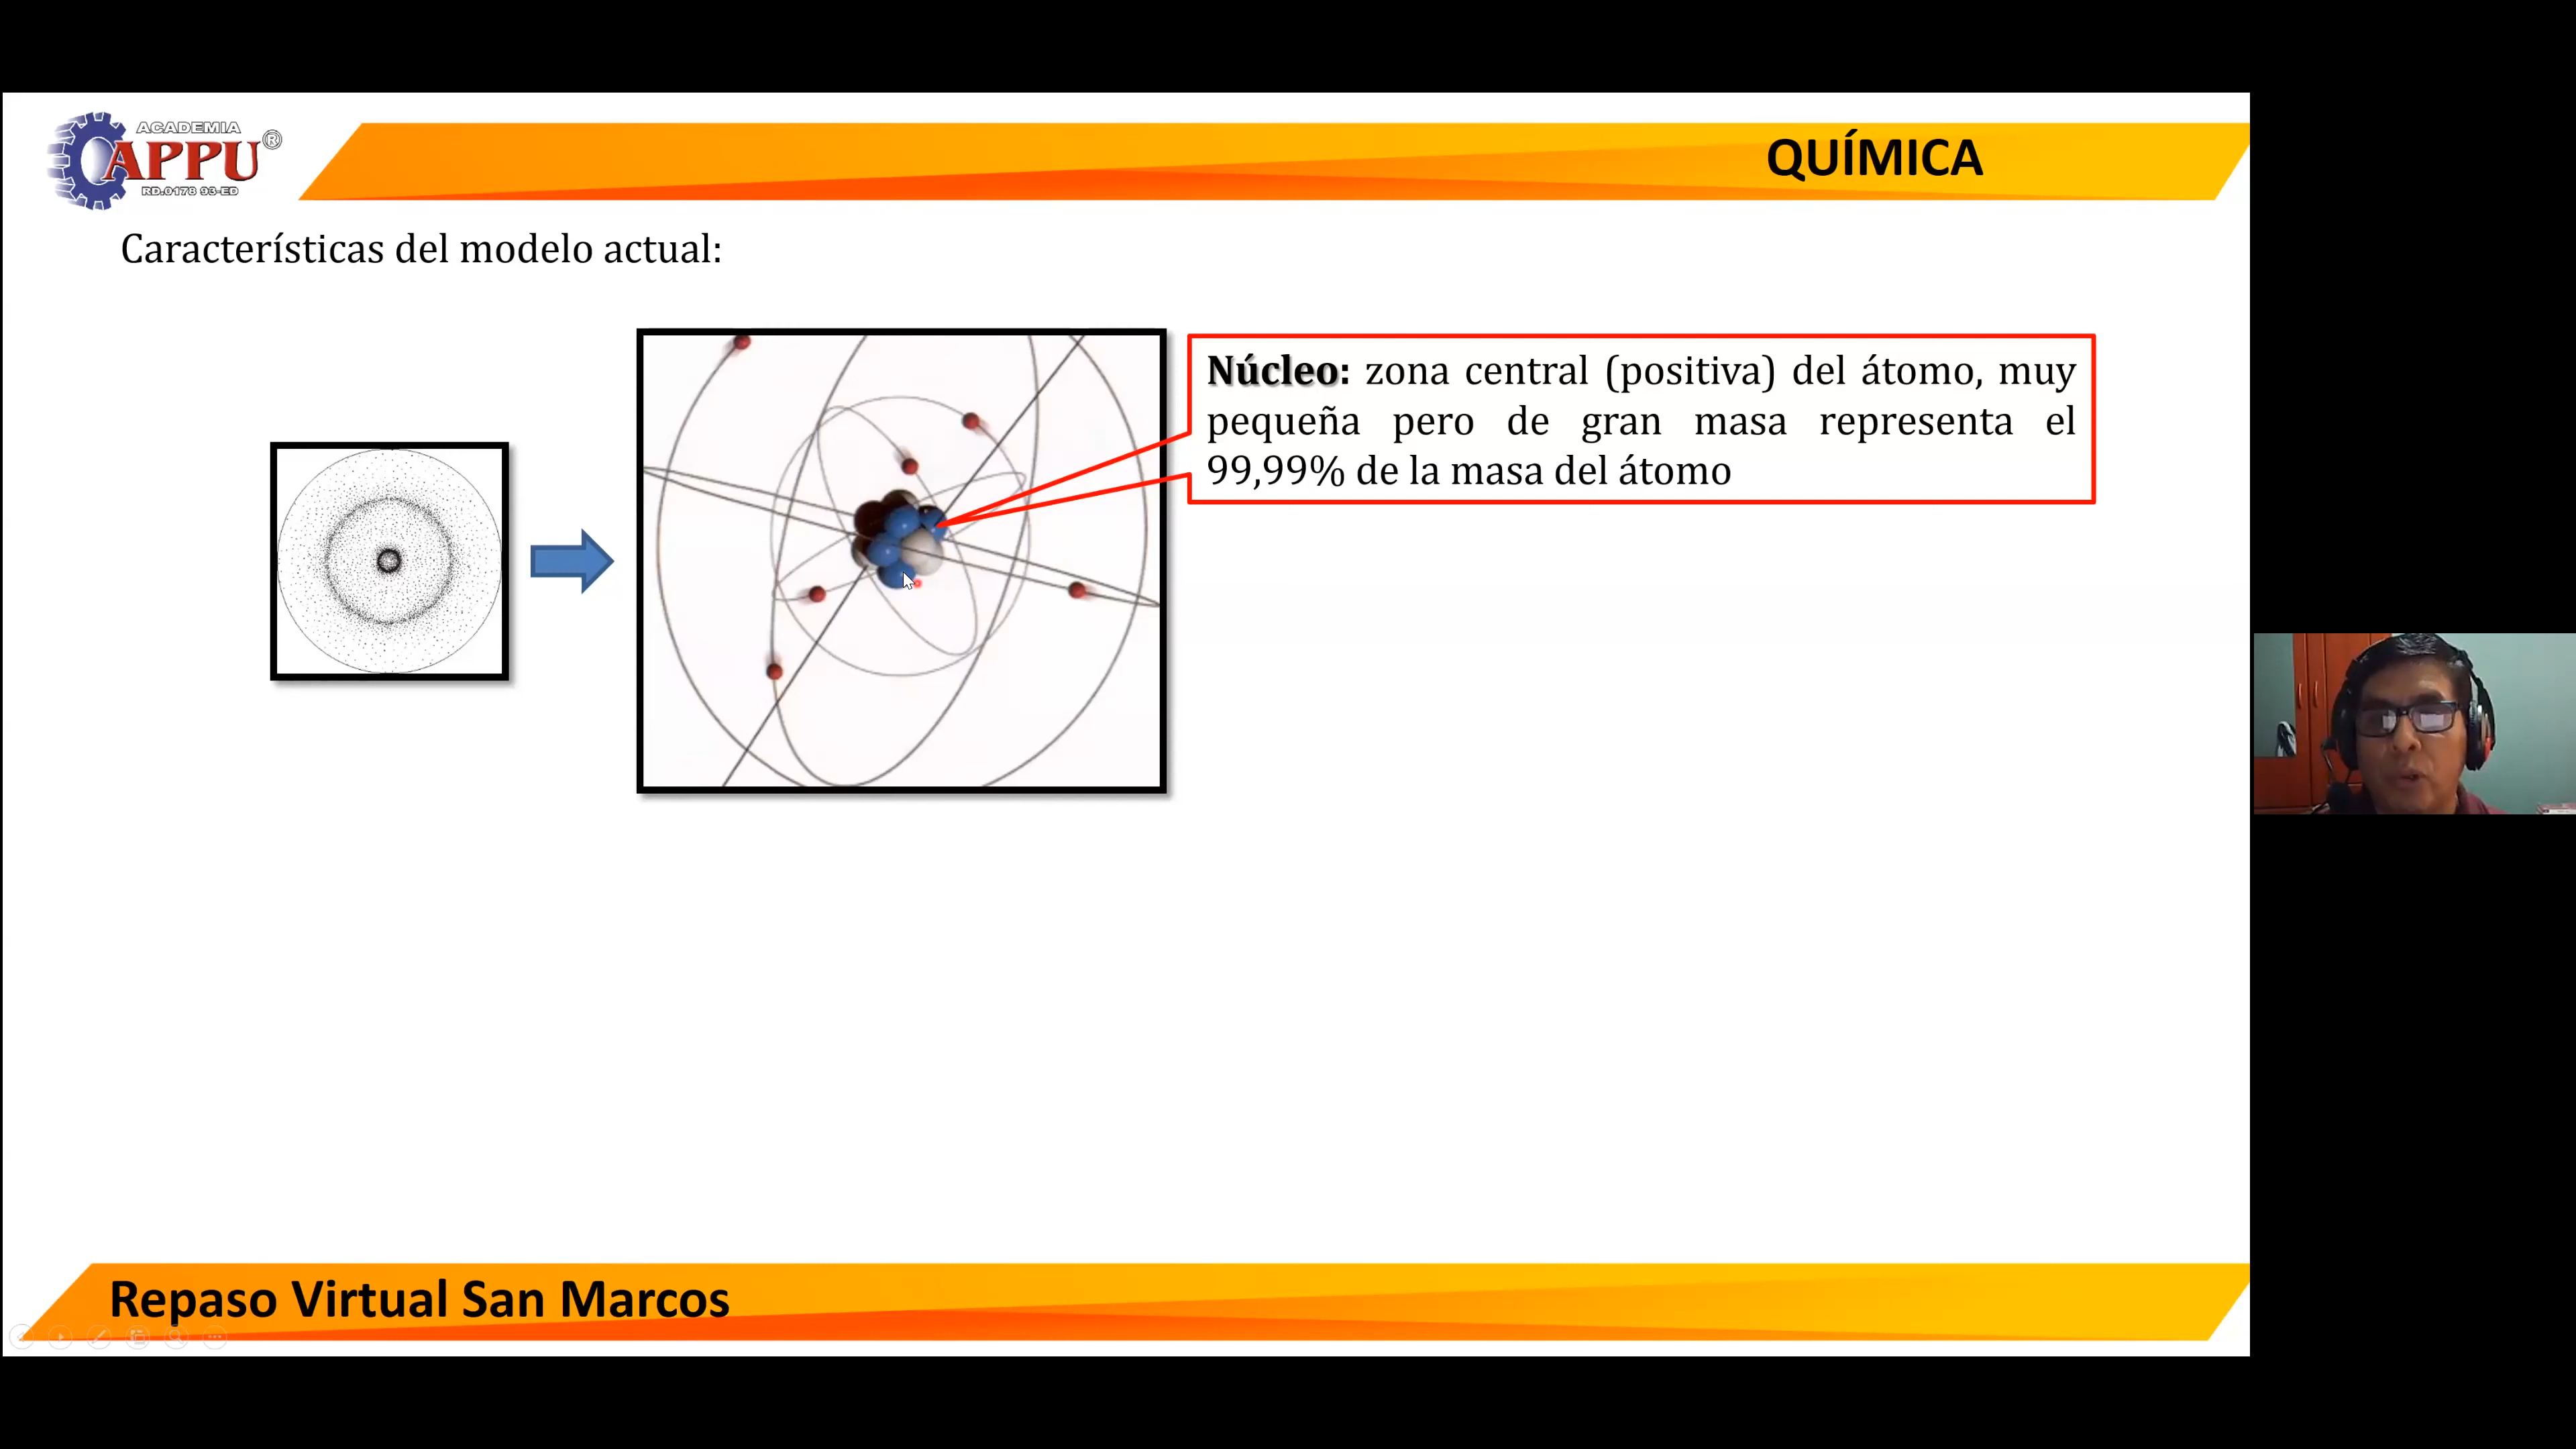 ACADEMIA
APPU®
RD.0178 93-ED
QUÍMICA
Características del modelo actual:
Núcleo: zona central (positiva) del átomo, muy
pequeña pero de gran masa representa el
99,99% de la masa del átomo
Repaso Virtual San Marcos